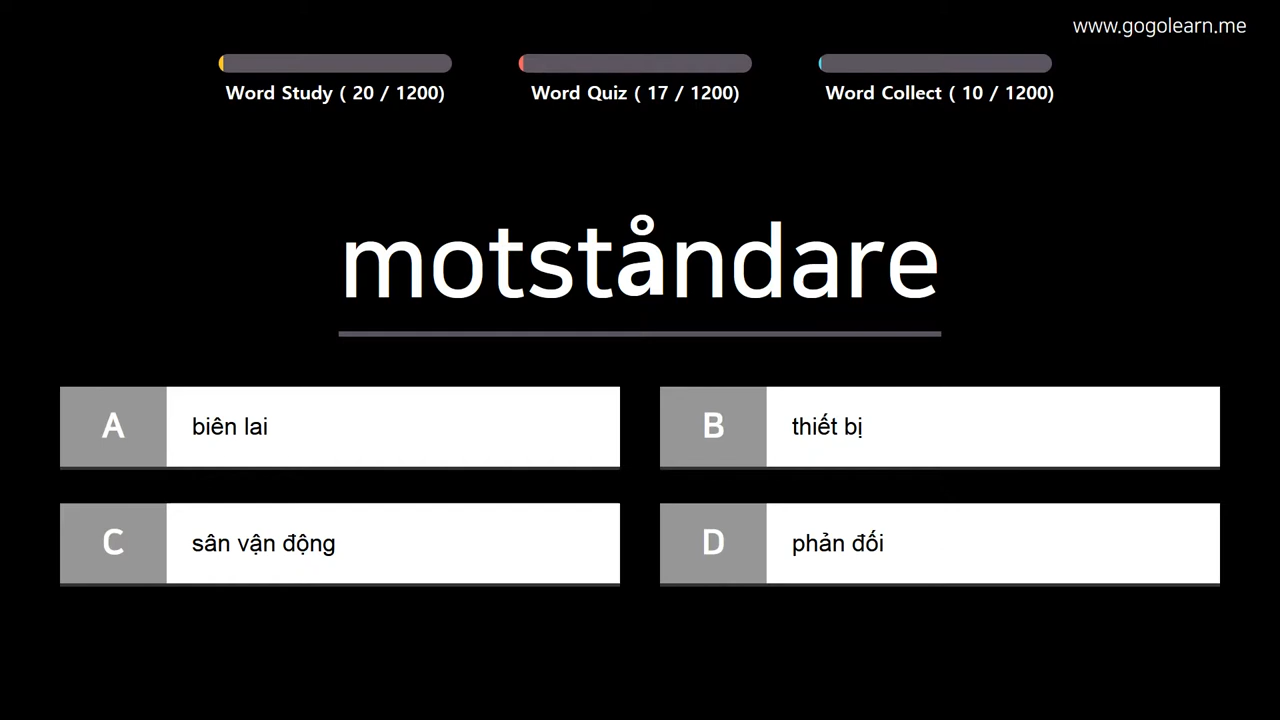 www.gogolearn.me
Word Study ( 20 / 1200)
Word Quiz ( 17 / 1200)
Word Collect ( 10 / 1200)
motståndare
A
biên lai
B
thiết bị
C
sân vận động
D
phản đối